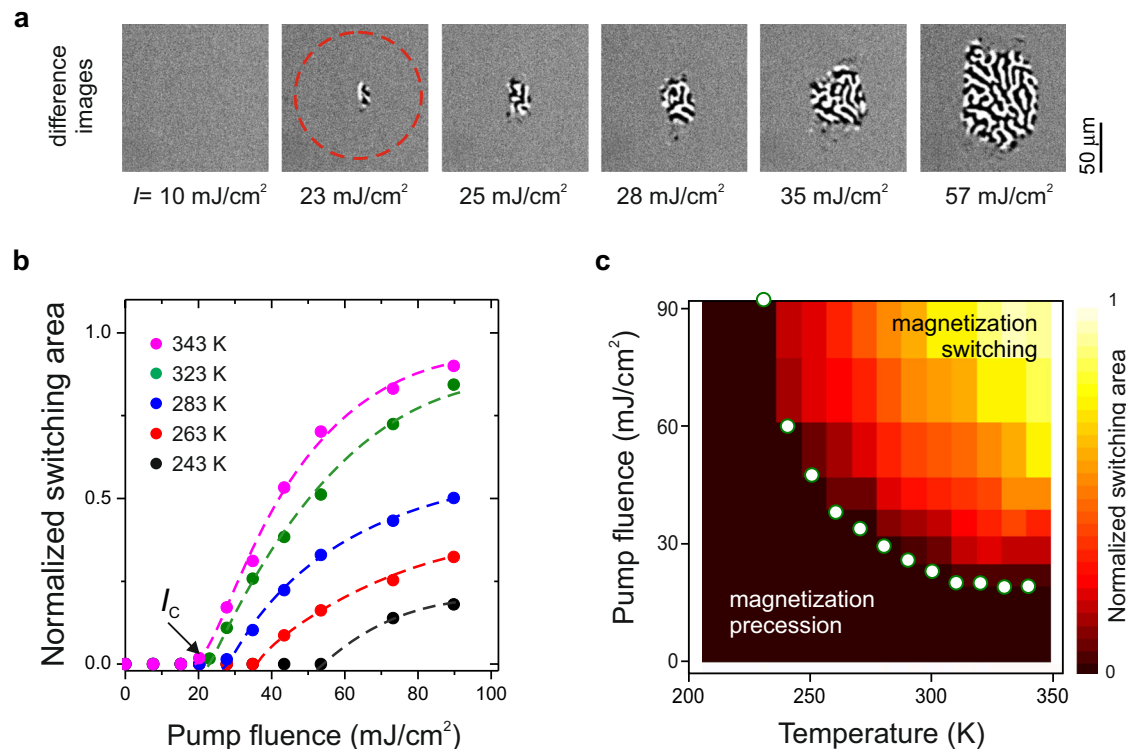 a
difference
images
I= 10 mJ/cm²
23 mJ/cm²
25 mJ/cm²
28 mJ/cm²
35 mJ/cm²
57 mJ/cm²
50 μm
b
Normalized switching area
1.0
0.5
0.0
343 K
323 K
283 K
263 K
243 K
I_C
0 20 40 60 80 100
Pump fluence (mJ/cm²)
c
Pump fluence (mJ/cm²)
90
60
30
0
magnetization
switching
magnetization
precession
200 250 300 350
Temperature (K)
1
0
Normalized switching area